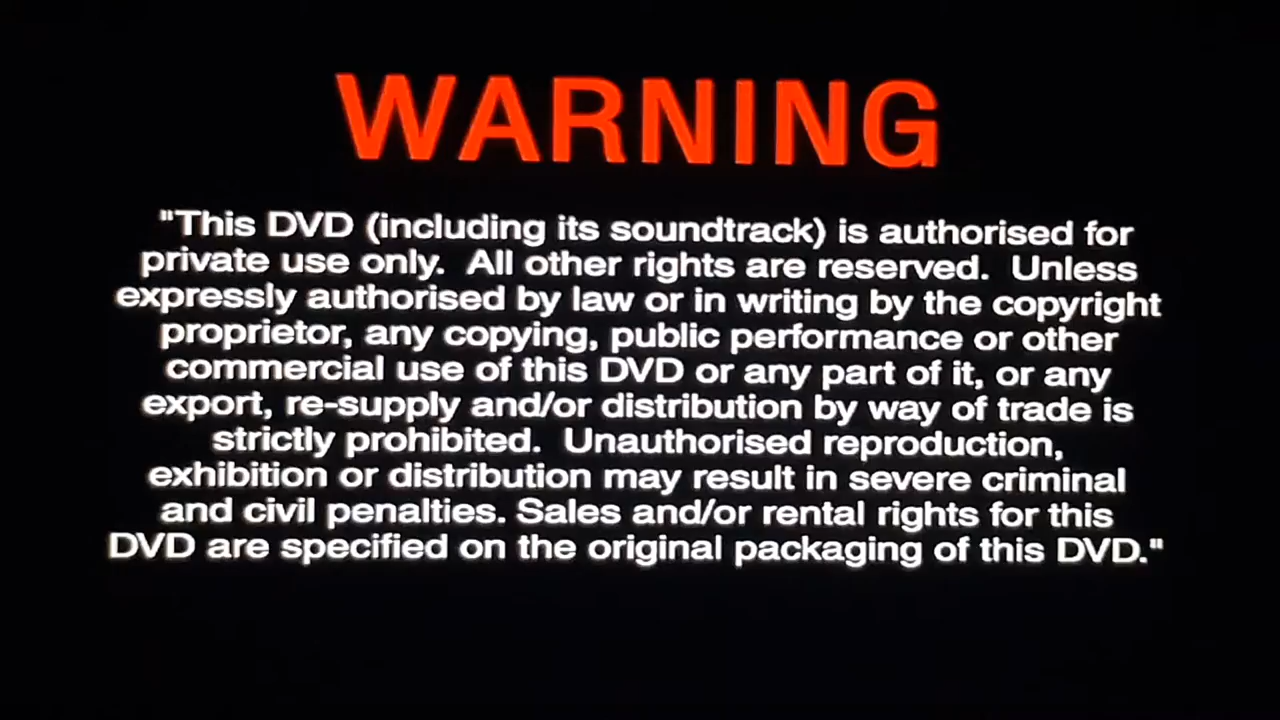 WARNING
"This DVD (including its soundtrack) is authorised for
private use only.  All other rights are reserved.  Unless
expressly authorised by law or in writing by the copyright
proprietor, any copying, public performance or other
commercial use of this DVD or any part of it, or any
export, re-supply and/or distribution by way of trade is
strictly prohibited.  Unauthorised reproduction,
exhibition or distribution may result in severe criminal
and civil penalties. Sales and/or rental rights for this
DVD are specified on the original packaging of this DVD."